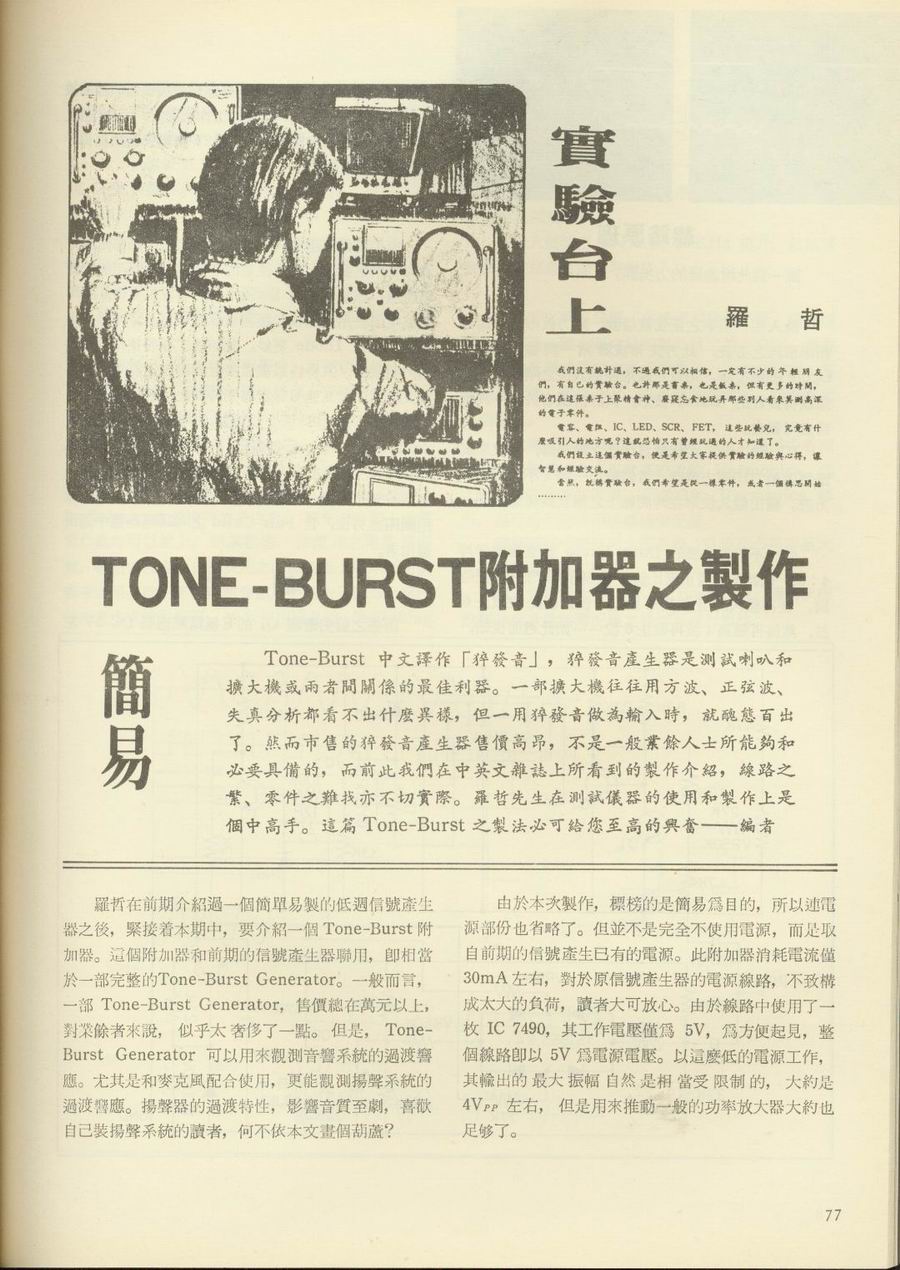 實驗台上
羅哲
我們沒有統計過，不過我們可以相信，一定有不少的年輕朋友
們，有自己的實驗台。也許那是書桌，也是飯桌，但有更多的時間，
他們在這張桌子上聚精會神、廢寢忘食地玩弄那些別人看來莫測高深
的電子零件。
電容、電阻、IC、LED、SCR、FET，這些玩藝兒，究竟有什
麼吸引人的地方呢？這就恐怕只有曾經玩過的人才知道了。
我們設立這個實驗台，便是希望大家提供實驗的經驗與心得，讓
智慧和經驗交流。
當然，旣稱實驗台，我們希望是從一樣零件，或者一個構思開始
………
TONE-BURST附加器之製作
簡易
Tone-Burst 中文譯作「猝發音」，猝發音產生器是測試喇叭和
擴大機或兩者間關係的最佳利器。一部擴大機往往用方波、正弦波、
失真分析都看不出什麼異樣，但一用猝發音做為輸入時，就醜態百出
了。然而市售的猝發音產生器售價高昂，不是一般業餘人士所能夠和
必要具備的，而前此我們在中英文雜誌上所看到的製作介紹，線路之
繁、零件之難找亦不切實際。羅哲先生在測試儀器的使用和製作上是
個中高手。這篇 Tone-Burst 之製法必可給您至高的興奮——編者
羅哲在前期介紹過一個簡單易製的低週信號產生
器之後，緊接着本期中，要介紹一個 Tone-Burst 附
加器。這個附加器和前期的信號產生器聯用，卽相當
於一部完整的Tone-Burst Generator。一般而言，
一部 Tone-Burst Generator，售價總在萬元以上，
對業餘者來說，似乎太奢侈了一點。但是，Tone-
Burst Generator 可以用來觀測音響系統的過渡響
應。尤其是和麥克風配合使用，更能觀測揚聲系統的
過渡響應。揚聲器的過渡特性，影響音質至劇，喜歡
自己裝揚聲系統的讀者，何不依本文畫個葫蘆？
由於本次製作，標榜的是簡易爲目的，所以連電
源部份也省略了。但並不是完全不使用電源，而是取
自前期的信號產生已有的電源。此附加器消耗電流僅
30mA 左右，對於原信號產生器的電源線路，不致構
成太大的負荷，讀者大可放心。由於線路中使用了一
枚 IC 7490，其工作電壓僅爲 5V，爲方便起見，整
個線路卽以 5V 爲電源電壓。以這麼低的電源工作，
其輸出的最大振幅自然是相當受限制的，大約是
4VPP 左右，但是用來推動一般的功率放大器大約也
足够了。
77